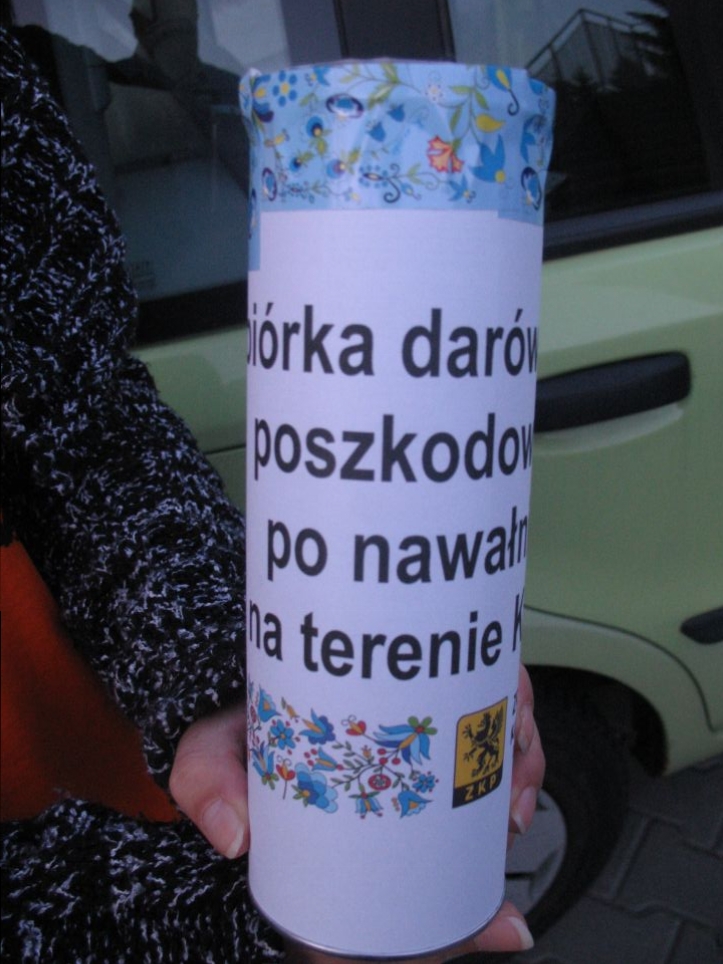 biórka darów
poszkodow
po nawałn
na terenie K
ZKP